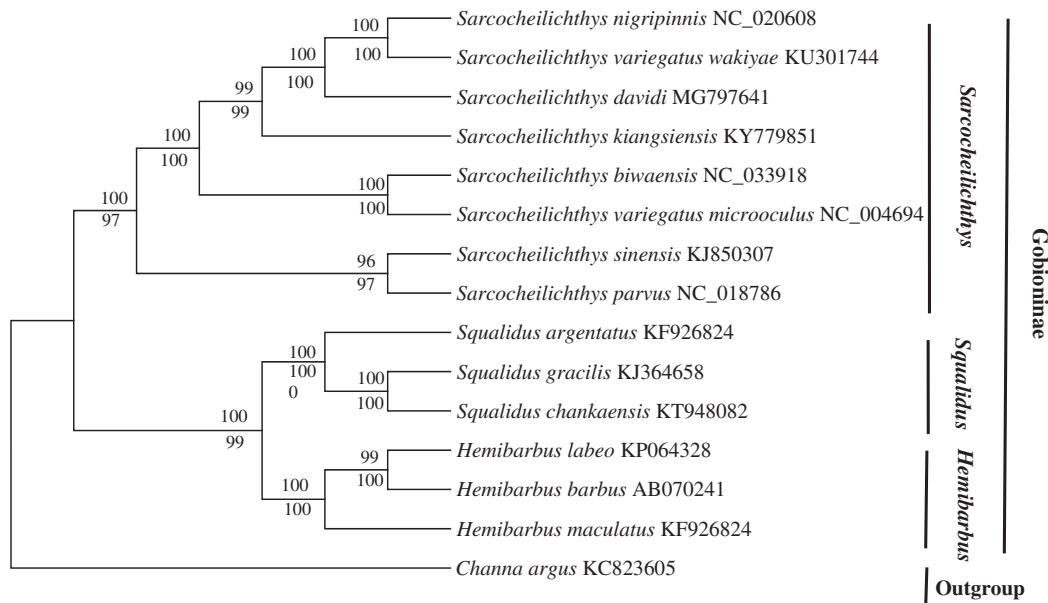 100
100
Sarcocheilichthys nigripinnis NC_020608
Sarcocheilichthys variegatus wakiyae KU301744
100
100
Sarcocheilichthys davidi MG797641
99
99
Sarcocheilichthys kiangsiensis KY779851
100
100
Sarcocheilichthys biwaensis NC_033918
100
100
Sarcocheilichthys variegatus microoculus NC_004694
100
97
Sarcocheilichthys sinensis KJ850307
96
97
Sarcocheilichthys parvus NC_018786
Squalidus argentatus KF926824
100
100
0
Squalidus gracilis KJ364658
100
100
Squalidus chankaensis KT948082
100
99
Hemibarbus labeo KP064328
99
100
Hemibarbus barbus AB070241
100
100
Hemibarbus maculatus KF926824
Channa argus KC823605
Sarcocheilichthys
Squalidus
Hemibarbus
Gobioninae
Outgroup